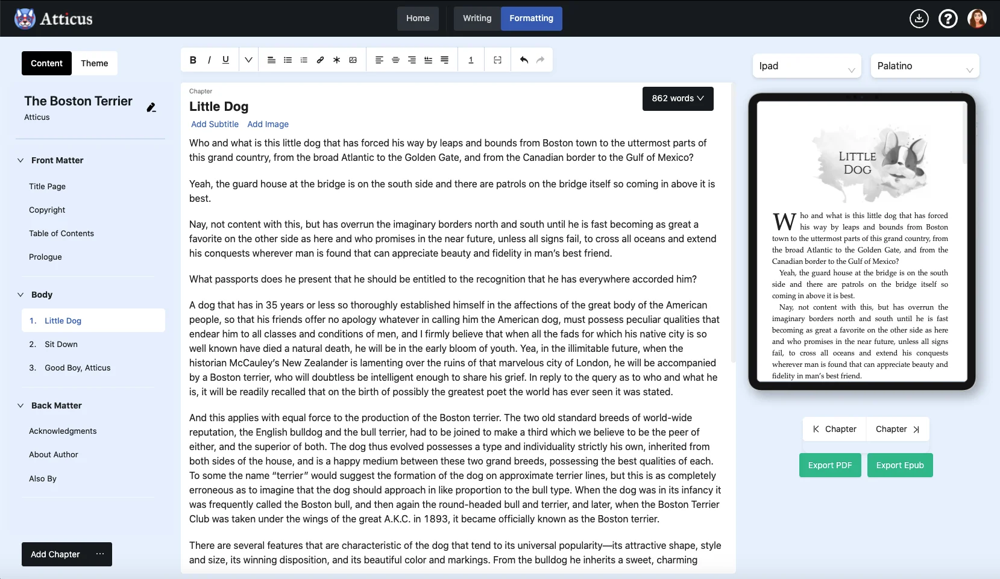 Atticus
Home
Writing
Formatting
Content
Theme
The Boston Terrier
Atticus
Front Matter
Title Page
Copyright
Table of Contents
Prologue
Body
1. Little Dog
2. Sit Down
3. Good Boy, Atticus
Back Matter
Acknowledgments
About Author
Also By
Add Chapter ...
B I U
1
Chapter
Little Dog
862 words
Add Subtitle Add Image
Who and what is this little dog that has forced his way by leaps and bounds from Boston town to the uttermost parts of
this grand country, from the broad Atlantic to the Golden Gate, and from the Canadian border to the Gulf of Mexico?
Yeah, the guard house at the bridge is on the south side and there are patrols on the bridge itself so coming in above it is
best.
Nay, not content with this, but has overrun the imaginary borders north and south until he is fast becoming as great a
favorite on the other side as here and who promises in the near future, unless all signs fail, to cross all oceans and extend
his conquests wherever man is found that can appreciate beauty and fidelity in man’s best friend.
What passports does he present that he should be entitled to the recognition that he has everywhere accorded him?
A dog that has in 35 years or less so thoroughly established himself in the affections of the great body of the American
people, so that his friends offer no apology whatever in calling him the American dog, must possess peculiar qualities that
endear him to all classes and conditions of men, and I firmly believe that when all the fads for which his native city is so
well known have died a natural death, he will be in the early bloom of youth. Yea, in the illimitable future, when the
historian McCauley’s New Zealander is lamenting over the ruins of that marvelous city of London, he will be accompanied
by a Boston terrier, who will doubtless be intelligent enough to share his grief. In reply to the query as to who and what he
is, it will be readily recalled that on the birth of possibly the greatest poet the world has ever seen it was stated.
And this applies with equal force to the production of the Boston terrier. The two old standard breeds of world-wide
reputation, the English bulldog and the bull terrier, had to be joined to make a third which we believe to be the peer of
either, and the superior of both. The dog thus evolved possesses a type and individuality strictly his own, inherited from
both sides of the house, and is a happy medium between these two grand breeds, possessing the best qualities of each.
To some the name “terrier” would suggest the formation of the dog on approximate terrier lines, but this is as completely
erroneous as to imagine that the dog should approach in like proportion to the bull type. When the dog was in its infancy it
was frequently called the Boston bull, and then again the round-headed bull and terrier, and later, when the Boston Terrier
Club was taken under the wings of the great A.K.C. in 1893, it became officially known as the Boston terrier.
There are several features that are characteristic of the dog that tend to its universal popularity—its attractive shape, style
and size, its winning disposition, and its beautiful color and markings. From the bulldog he inherits a sweet, charming
Ipad
Palatino
LITTLE
DOG
Who and what is this little dog that has forced
his way by leaps and bounds from Boston
town to the uttermost parts of this grand country, from
the broad Atlantic to the Golden Gate, and from the
Canadian border to the Gulf of Mexico?
Yeah, the guard house at the bridge is on the south
side and there are patrols on the bridge itself so
coming in above it is best.
Nay, not content with this, but has overrun the
imaginary borders north and south until he is fast
becoming as great a favorite on the other side as here
and who promises in the near future, unless all signs
fail, to cross all oceans and extend his conquests
wherever man is found that can appreciate beauty and
fidelity in man’s best friend.
Chapter
Chapter
Export PDF
Export Epub